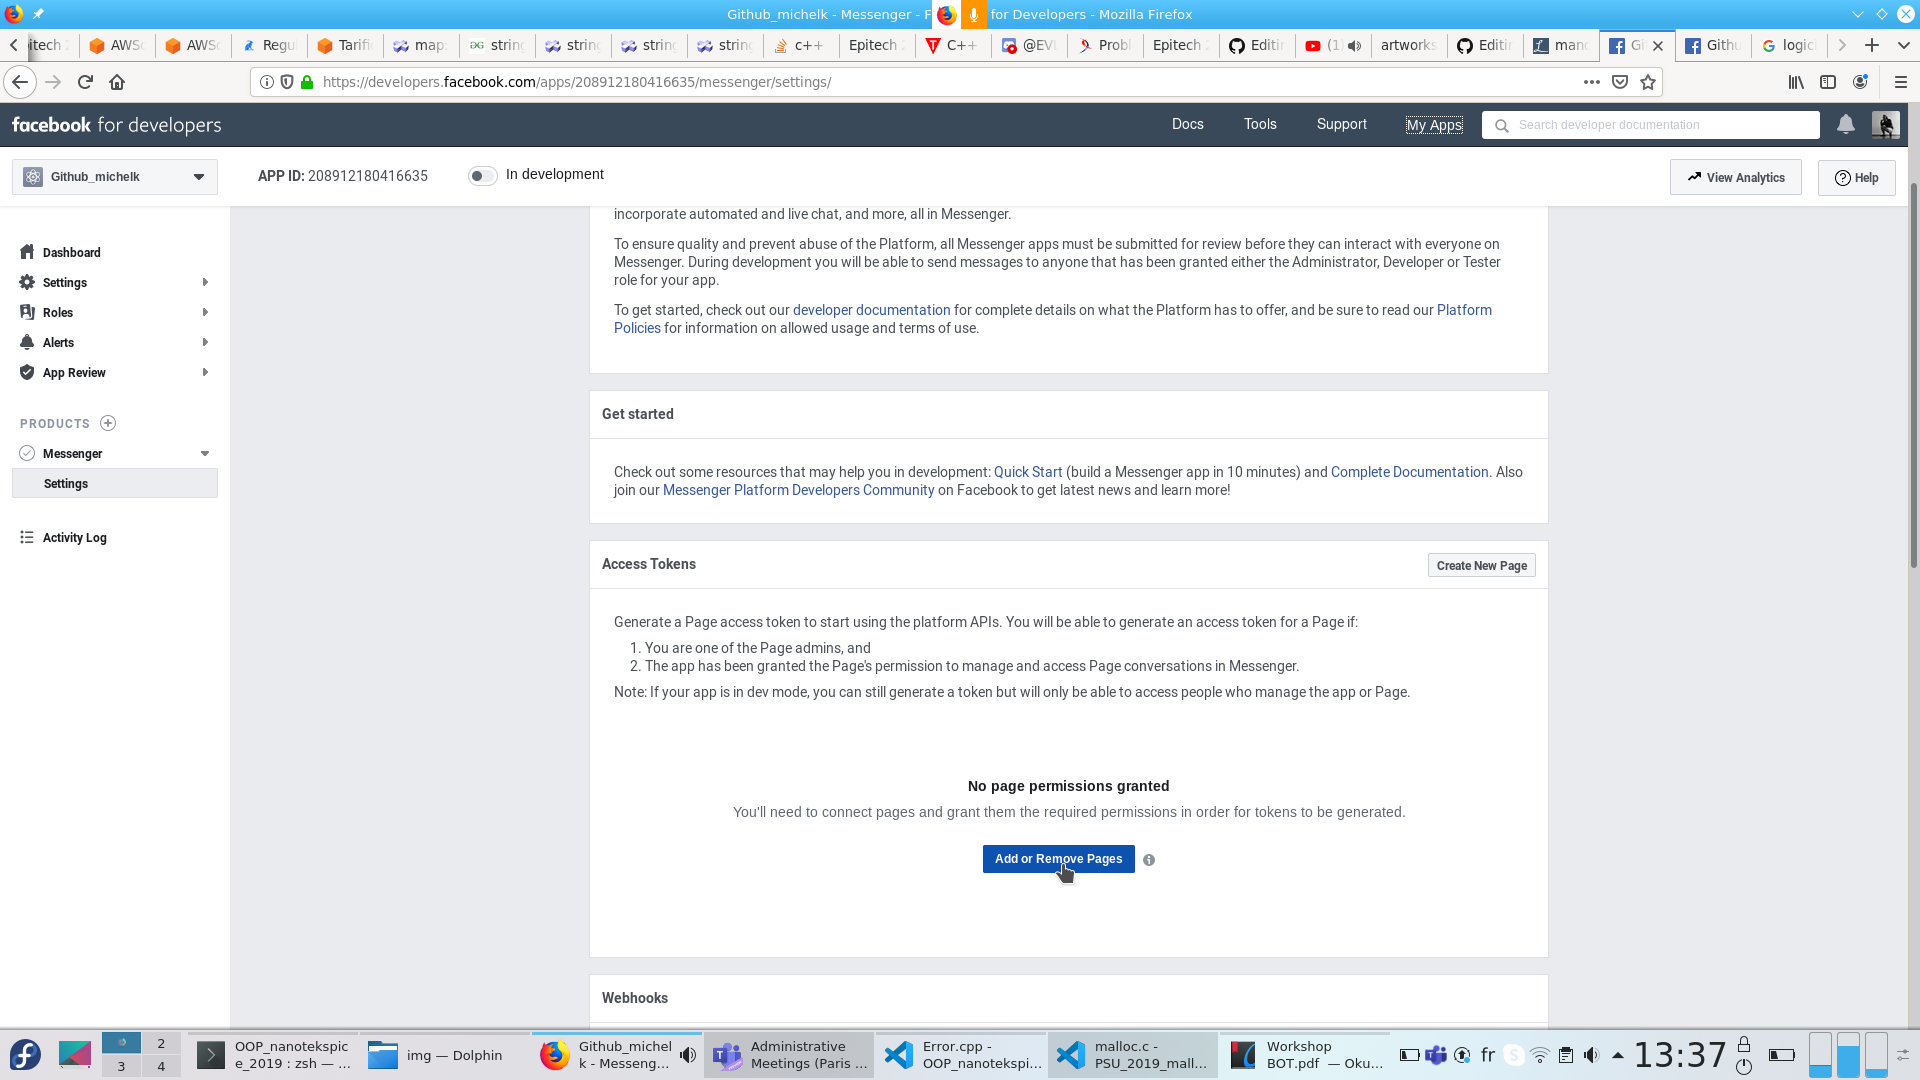 Github_michelk - Messenger - F for Developers - Mozilla Firefox
itech AWSc AWSc Regu Tarifi map: string string string string c++ Epitech C++ @EVL Probl Epitech Editin (1) artworks Editi manc Gi Githu logic
https://developers.facebook.com/apps/208912180416635/messenger/settings/
facebook for developers
Docs Tools Support My Apps Search developer documentation
Github_michelk APP ID: 208912180416635 In development View Analytics Help
Dashboard
Settings
Roles
Alerts
App Review
PRODUCTS
Messenger
Settings
Activity Log
incorporate automated and live chat, and more, all in Messenger.
To ensure quality and prevent abuse of the Platform, all Messenger apps must be submitted for review before they can interact with everyone on
Messenger. During development you will be able to send messages to anyone that has been granted either the Administrator, Developer or Tester
role for your app.
To get started, check out our developer documentation for complete details on what the Platform has to offer, and be sure to read our Platform
Policies for information on allowed usage and terms of use.
Get started
Check out some resources that may help you in development: Quick Start (build a Messenger app in 10 minutes) and Complete Documentation. Also
join our Messenger Platform Developers Community on Facebook to get latest news and learn more!
Access Tokens Create New Page
Generate a Page access token to start using the platform APIs. You will be able to generate an access token for a Page if:
1. You are one of the Page admins, and
2. The app has been granted the Page's permission to manage and access Page conversations in Messenger.
Note: If your app is in dev mode, you can still generate a token but will only be able to access people who manage the app or Page.
No page permissions granted
You'll need to connect pages and grant them the required permissions in order for tokens to be generated.
Add or Remove Pages
Webhooks
2
3 4
OOP_nanotekspic
e_2019 : zsh — ...
img — Dolphin
Github_michel
k - Messeng...
Administrative
Meetings (Paris ...
Error.cpp -
OOP_nanotekspi...
malloc.c -
PSU_2019_mall...
Workshop
BOT.pdf — Oku...
fr 13:37